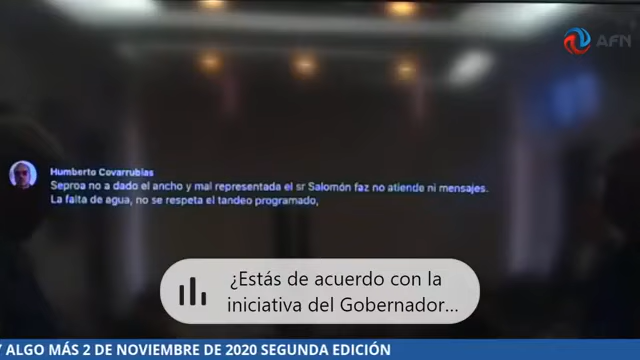 AFN
Humberto Covarrubias
Seproa no a dado el ancho y mal representada el sr Salomón faz no atiende ni mensajes.
La falta de agua, no se respeta el tandeo programado,
¿Estás de acuerdo con la
iniciativa del Gobernador...
Y ALGO MÁS 2 DE NOVIEMBRE DE 2020 SEGUNDA EDICIÓN